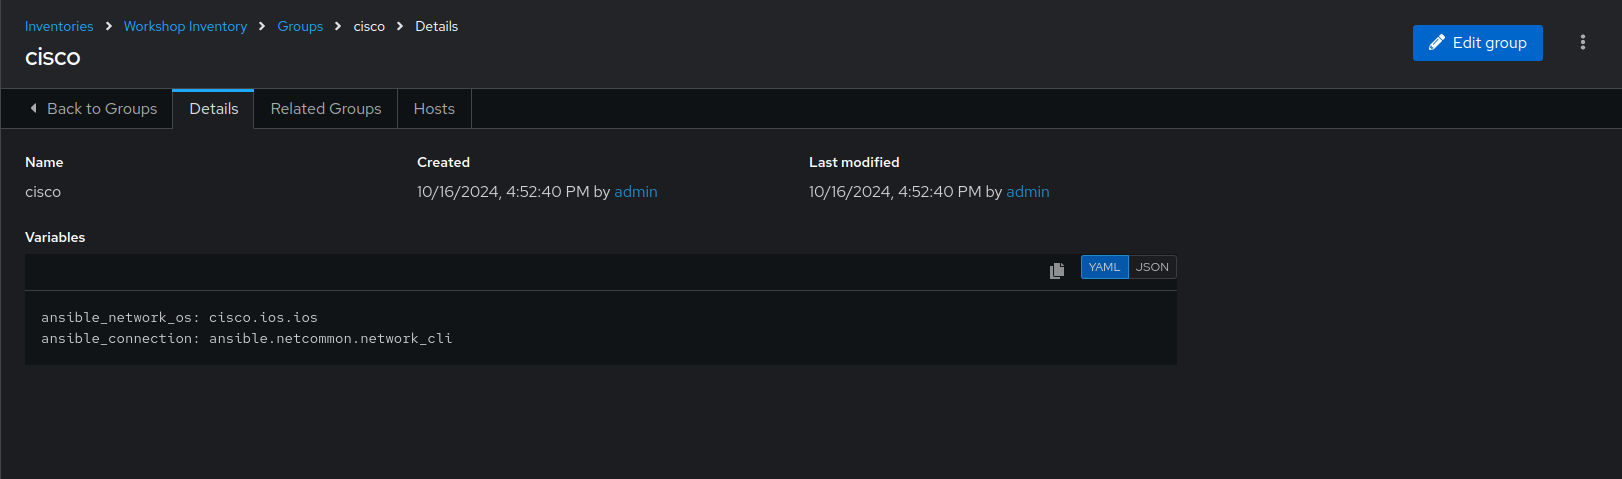 Inventories Workshop Inventory Groups cisco Details
cisco
Edit group
Back to Groups Details Related Groups Hosts
Name Created Last modified
cisco 10/16/2024, 4:52:40 PM by admin 10/16/2024, 4:52:40 PM by admin
Variables
YAML JSON
ansible_network_os: cisco.ios.ios
ansible_connection: ansible.netcommon.network_cli